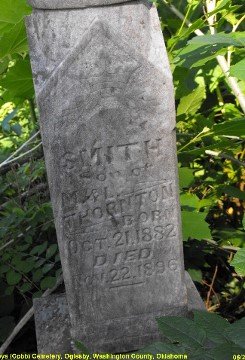 SMITH
Son of
THORNTON
BORN
OCT. 21, 1882
DIED
22, 1896
(Cobb) Cemetery, Oglesby, Washington County, Oklahoma